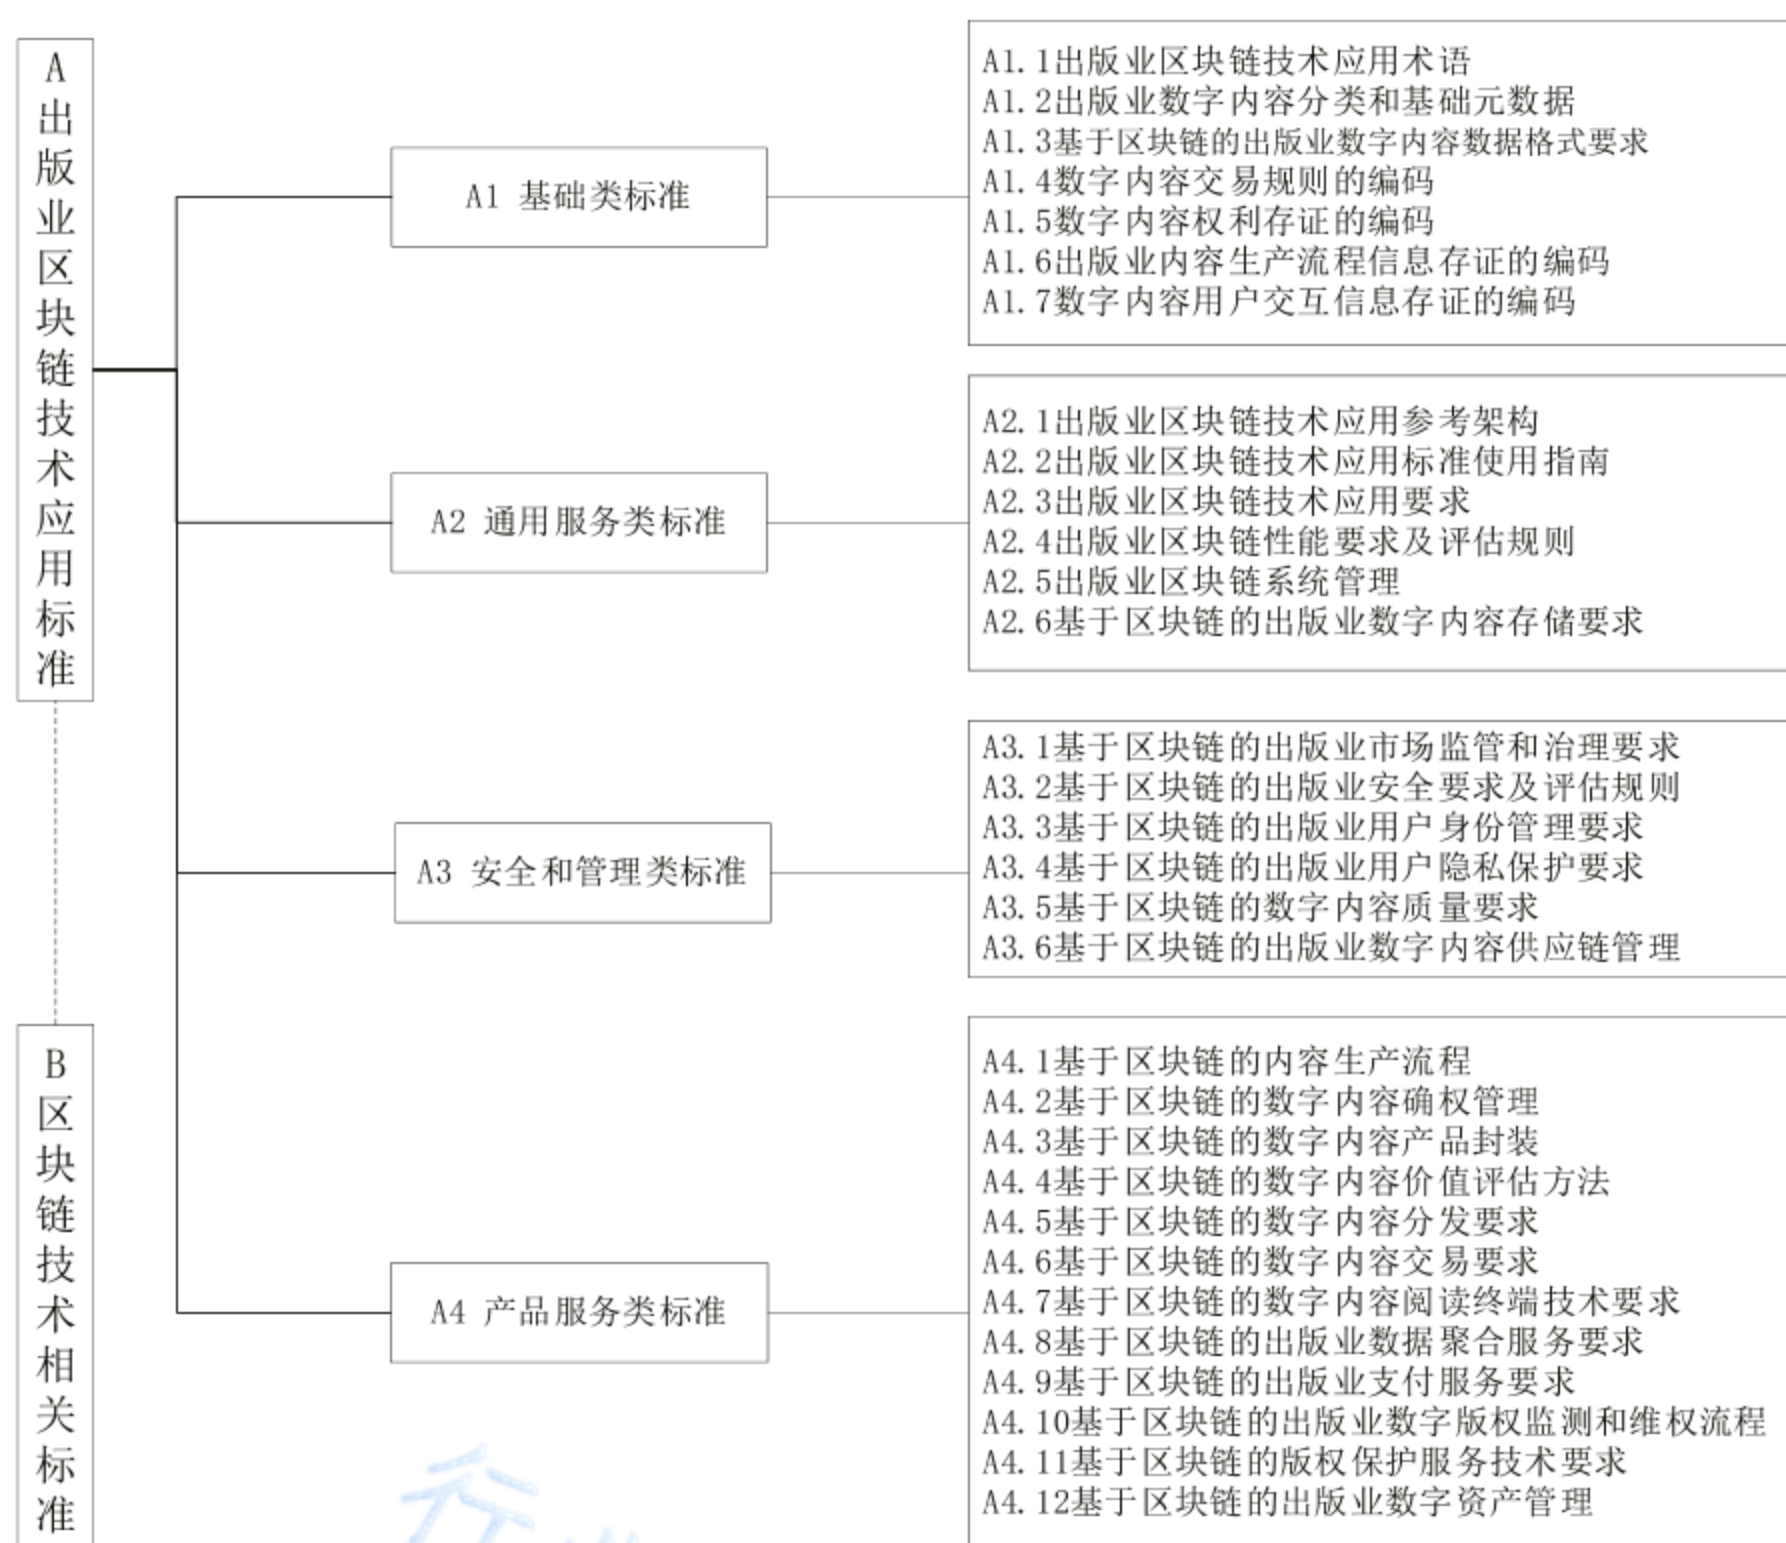 A出版业区块链技术应用标准
A1 基础类标准
A1.1出版业区块链技术应用术语
A1.2出版业数字内容分类和基础元数据
A1.3基于区块链的出版业数字内容数据格式要求
A1.4数字内容交易规则的编码
A1.5数字内容权利存证的编码
A1.6出版业内容生产流程信息存证的编码
A1.7数字内容用户交互信息存证的编码
A2 通用服务类标准
A2.1出版业区块链技术应用参考架构
A2.2出版业区块链技术应用标准使用指南
A2.3出版业区块链技术应用要求
A2.4出版业区块链性能要求及评估规则
A2.5出版业区块链系统管理
A2.6基于区块链的出版业数字内容存储要求
A3 安全和管理类标准
A3.1基于区块链的出版业市场监管和治理要求
A3.2基于区块链的出版业安全要求及评估规则
A3.3基于区块链的出版业用户身份管理要求
A3.4基于区块链的出版业用户隐私保护要求
A3.5基于区块链的数字内容质量要求
A3.6基于区块链的出版业数字内容供应链管理
A4 产品服务类标准
A4.1基于区块链的内容生产流程
A4.2基于区块链的数字内容确权管理
A4.3基于区块链的数字内容产品封装
A4.4基于区块链的数字内容价值评估方法
A4.5基于区块链的数字内容分发要求
A4.6基于区块链的数字内容交易要求
A4.7基于区块链的数字内容阅读终端技术要求
A4.8基于区块链的出版业数据聚合服务要求
A4.9基于区块链的出版业支付服务要求
A4.10基于区块链的出版业数字版权监测和维权流程
A4.11基于区块链的版权保护服务技术要求
A4.12基于区块链的出版业数字资产管理
B区块链技术相关标准
行